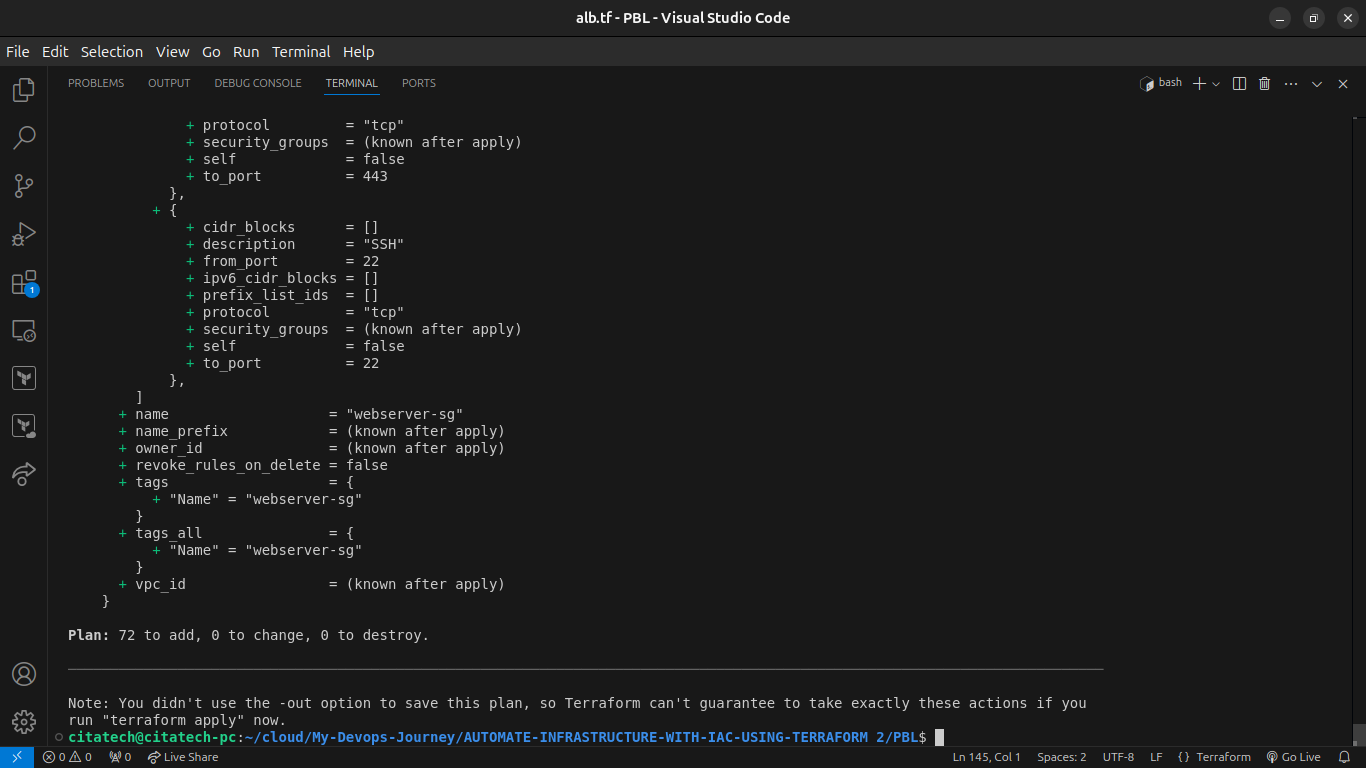 alb.tf - PBL - Visual Studio Code
File Edit Selection View Go Run Terminal Help
PROBLEMS OUTPUT DEBUG CONSOLE TERMINAL PORTS
bash
+ protocol = "tcp"
+ security_groups = (known after apply)
+ self = false
+ to_port = 443
},
+ {
+ cidr_blocks = []
+ description = "SSH"
+ from_port = 22
+ ipv6_cidr_blocks = []
+ prefix_list_ids = []
+ protocol = "tcp"
+ security_groups = (known after apply)
+ self = false
+ to_port = 22
},
]
+ name = "webserver-sg"
+ name_prefix = (known after apply)
+ owner_id = (known after apply)
+ revoke_rules_on_delete = false
+ tags = {
+ "Name" = "webserver-sg"
}
+ tags_all = {
+ "Name" = "webserver-sg"
}
+ vpc_id = (known after apply)
}
Plan: 72 to add, 0 to change, 0 to destroy.
Note: You didn't use the -out option to save this plan, so Terraform can't guarantee to take exactly these actions if you
run "terraform apply" now.
citatech@citatech-pc:~/cloud/My-Devops-Journey/AUTOMATE-INFRASTRUCTURE-WITH-IAC-USING-TERRAFORM 2/PBL$
1
0 0 0 Live Share Ln 145, Col 1 Spaces: 2 UTF-8 LF {} Terraform Go Live